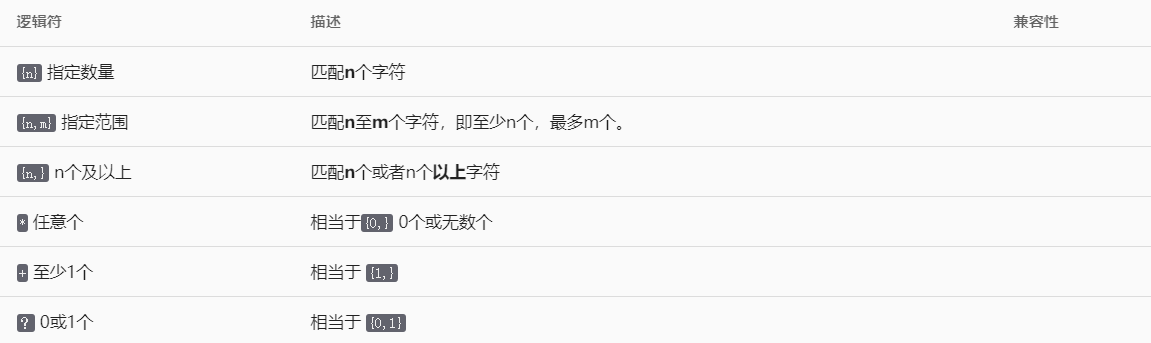 逻辑符 描述 兼容性
{n} 指定数量 匹配n个字符
{n,m} 指定范围 匹配n至m个字符，即至少n个，最多m个。
{n,} n个及以上 匹配n个或者n个以上字符
* 任意个 相当于{0,} 0个或无数个
+ 至少1个 相当于 {1,}
? 0或1个 相当于 {0,1}